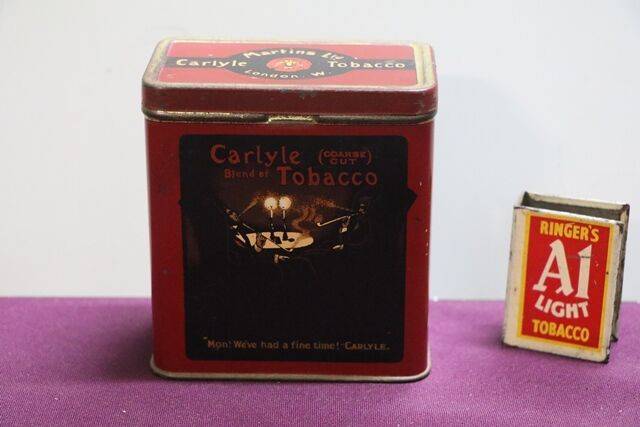 Martins Ltd
Carlyle Tobacco
London. W.
Carlyle (COARSE CUT)
Blend of Tobacco
"Mon! We've had a fine time!" CARLYLE.
RINGER'S
A1
LIGHT
TOBACCO